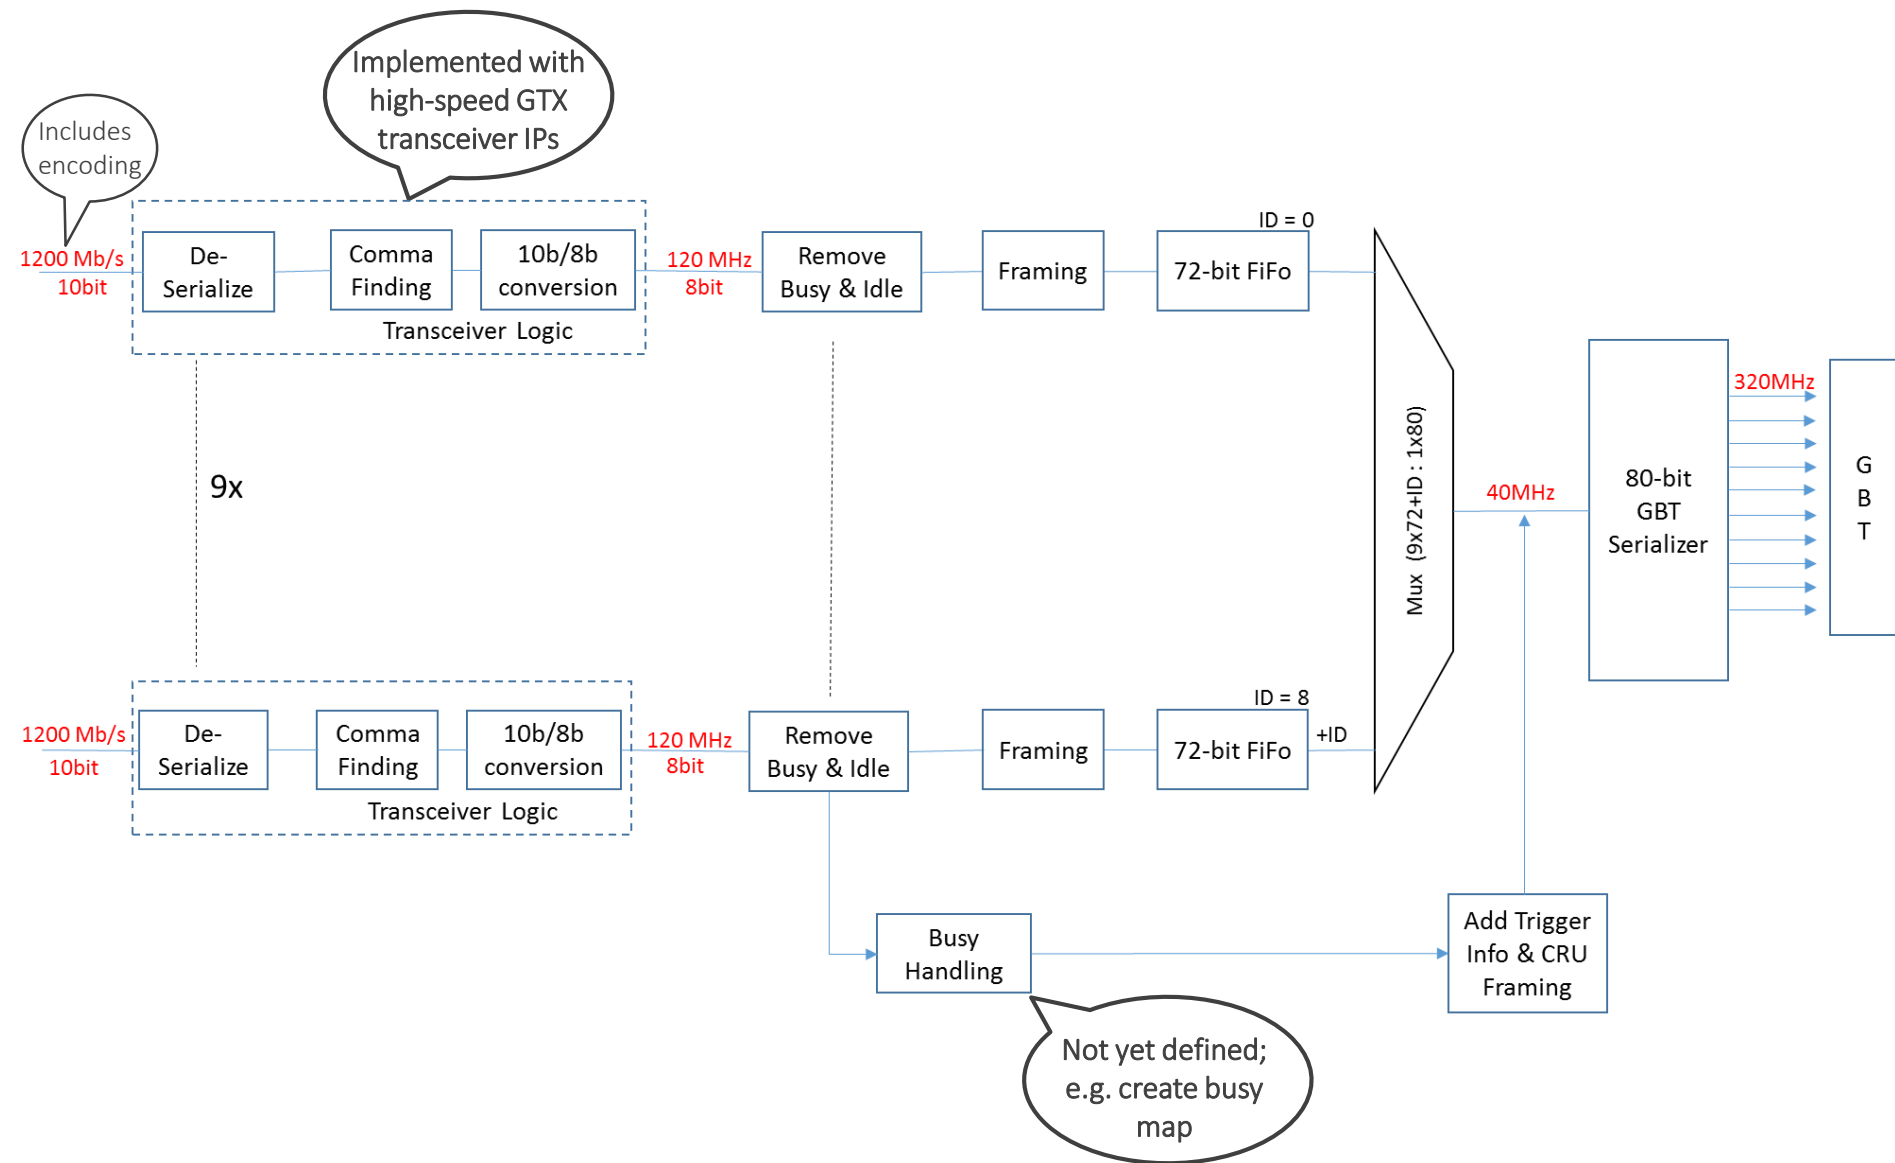 Implemented with
high-speed GTX
transceiver IPs
Includes
encoding
1200 Mb/s
10bit
De-
Serialize
Comma
Finding
10b/8b
conversion
Transceiver Logic
120 MHz
8bit
Remove
Busy & Idle
Framing
ID = 0
72-bit FiFo
9x
Mux (9x72+ID : 1x80)
40MHz
80-bit
GBT
Serializer
320MHz
G
B
T
1200 Mb/s
10bit
De-
Serialize
Comma
Finding
10b/8b
conversion
Transceiver Logic
120 MHz
8bit
Remove
Busy & Idle
Framing
ID = 8
72-bit FiFo
+ID
Busy
Handling
Add Trigger
Info & CRU
Framing
Not yet defined;
e.g. create busy
map